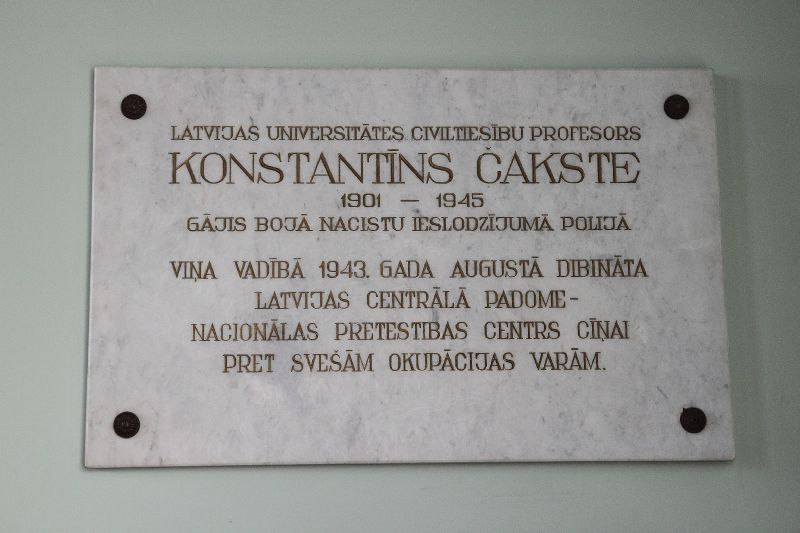 LATVIJAS UNIVERSITĀTES CIVILTIESĪBU PROFESORS
KONSTANTĪNS ČAKSTE
1901 — 1945
GĀJIS BOJĀ NACISTU IESLODZĪJUMĀ POLIJĀ
VIŅA VADĪBĀ 1943. GADA AUGUSTĀ DIBINĀTA
LATVIJAS CENTRĀLĀ PADOME-
NACIONĀLAS PRETESTĪBAS CENTRS CĪŅAI
PRET SVEŠĀM OKUPĀCIJAS VARĀM.